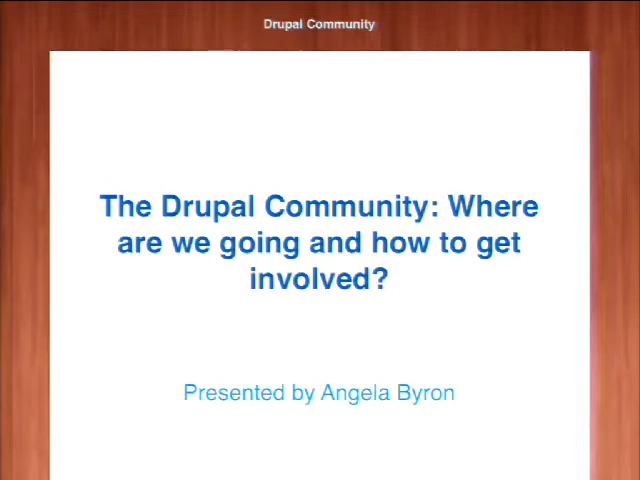 Drupal Community
The Drupal Community: Where
are we going and how to get
involved?
Presented by Angela Byron